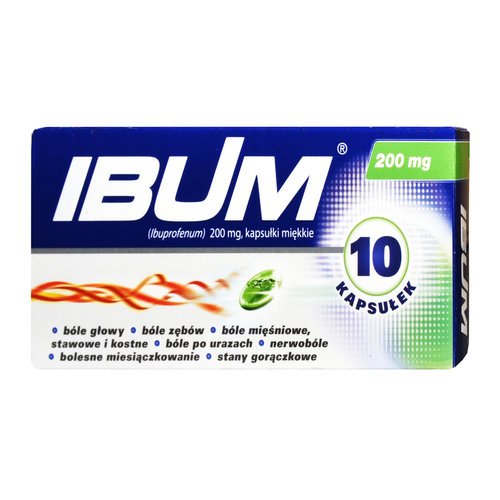 IBUM®
200 mg
(Ibuprofenum) 200 mg, kapsułki miękkie
10
KAPSUŁEK
• bóle głowy • bóle zębów • bóle mięśniowe,
stawowe i kostne • bóle po urazach • nerwobóle
• bolesne miesiączkowanie • stany gorączkowe
IBUM